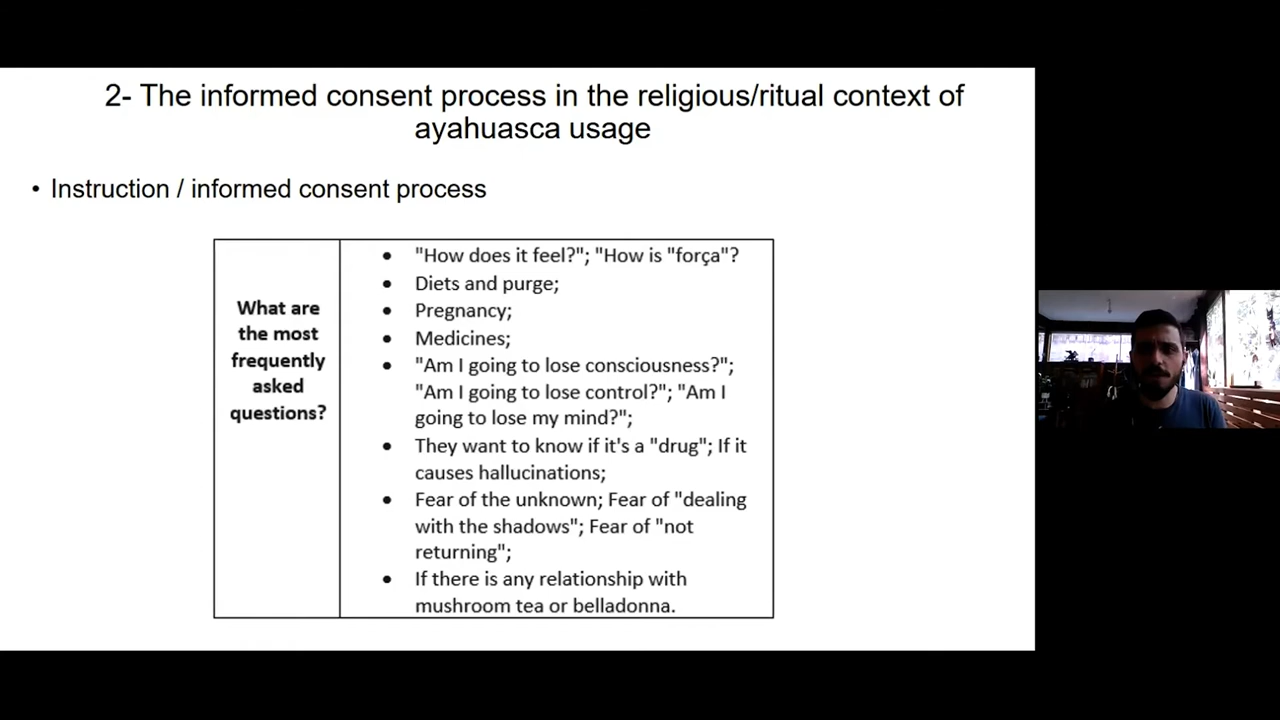 2- The informed consent process in the religious/ritual context of
ayahuasca usage
• Instruction / informed consent process
What are
the most
frequently
asked
questions?
• "How does it feel?"; "How is "força"?
• Diets and purge;
• Pregnancy;
• Medicines;
• "Am I going to lose consciousness?";
"Am I going to lose control?"; "Am I
going to lose my mind?";
• They want to know if it's a "drug"; If it
causes hallucinations;
• Fear of the unknown; Fear of "dealing
with the shadows"; Fear of "not
returning";
• If there is any relationship with
mushroom tea or belladonna.